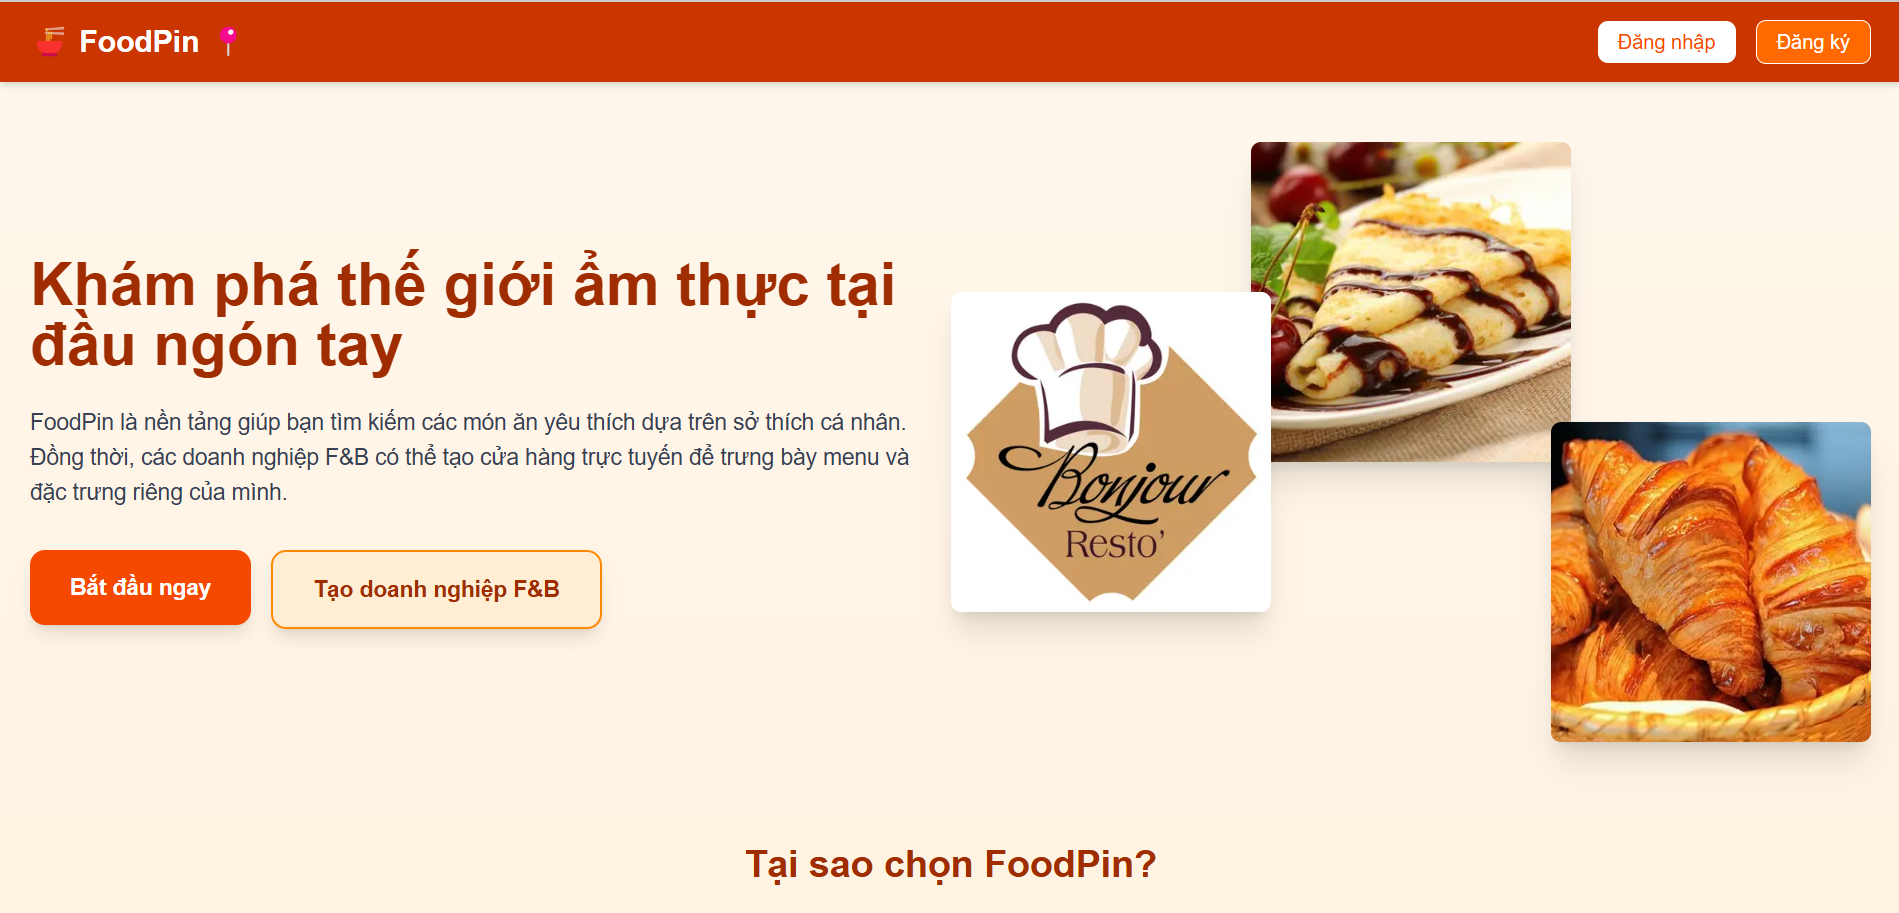 FoodPin
Đăng nhập
Đăng ký
Khám phá thế giới ẩm thực tại
đầu ngón tay
FoodPin là nền tảng giúp bạn tìm kiếm các món ăn yêu thích dựa trên sở thích cá nhân.
Đồng thời, các doanh nghiệp F&B có thể tạo cửa hàng trực tuyến để trưng bày menu và
đặc trưng riêng của mình.
Bắt đầu ngay
Tạo doanh nghiệp F&B
Bonjour
Resto'
Tại sao chọn FoodPin?